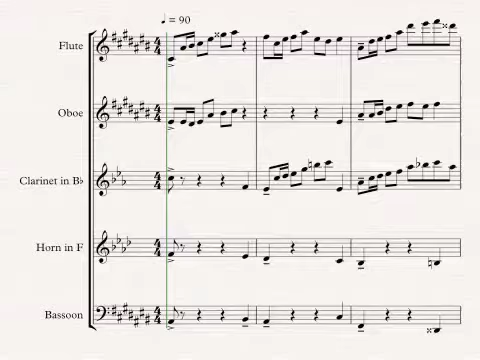 ♩ = 90
Flute
Oboe
Clarinet in B♭
Horn in F
Bassoon